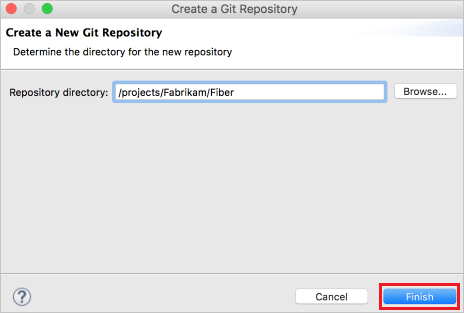 Create a Git Repository
Create a New Git Repository
Determine the directory for the new repository
Repository directory: /projects/Fabrikam/Fiber Browse...
? Cancel Finish